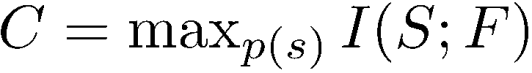 C = max_{p(s)} I(S; F)